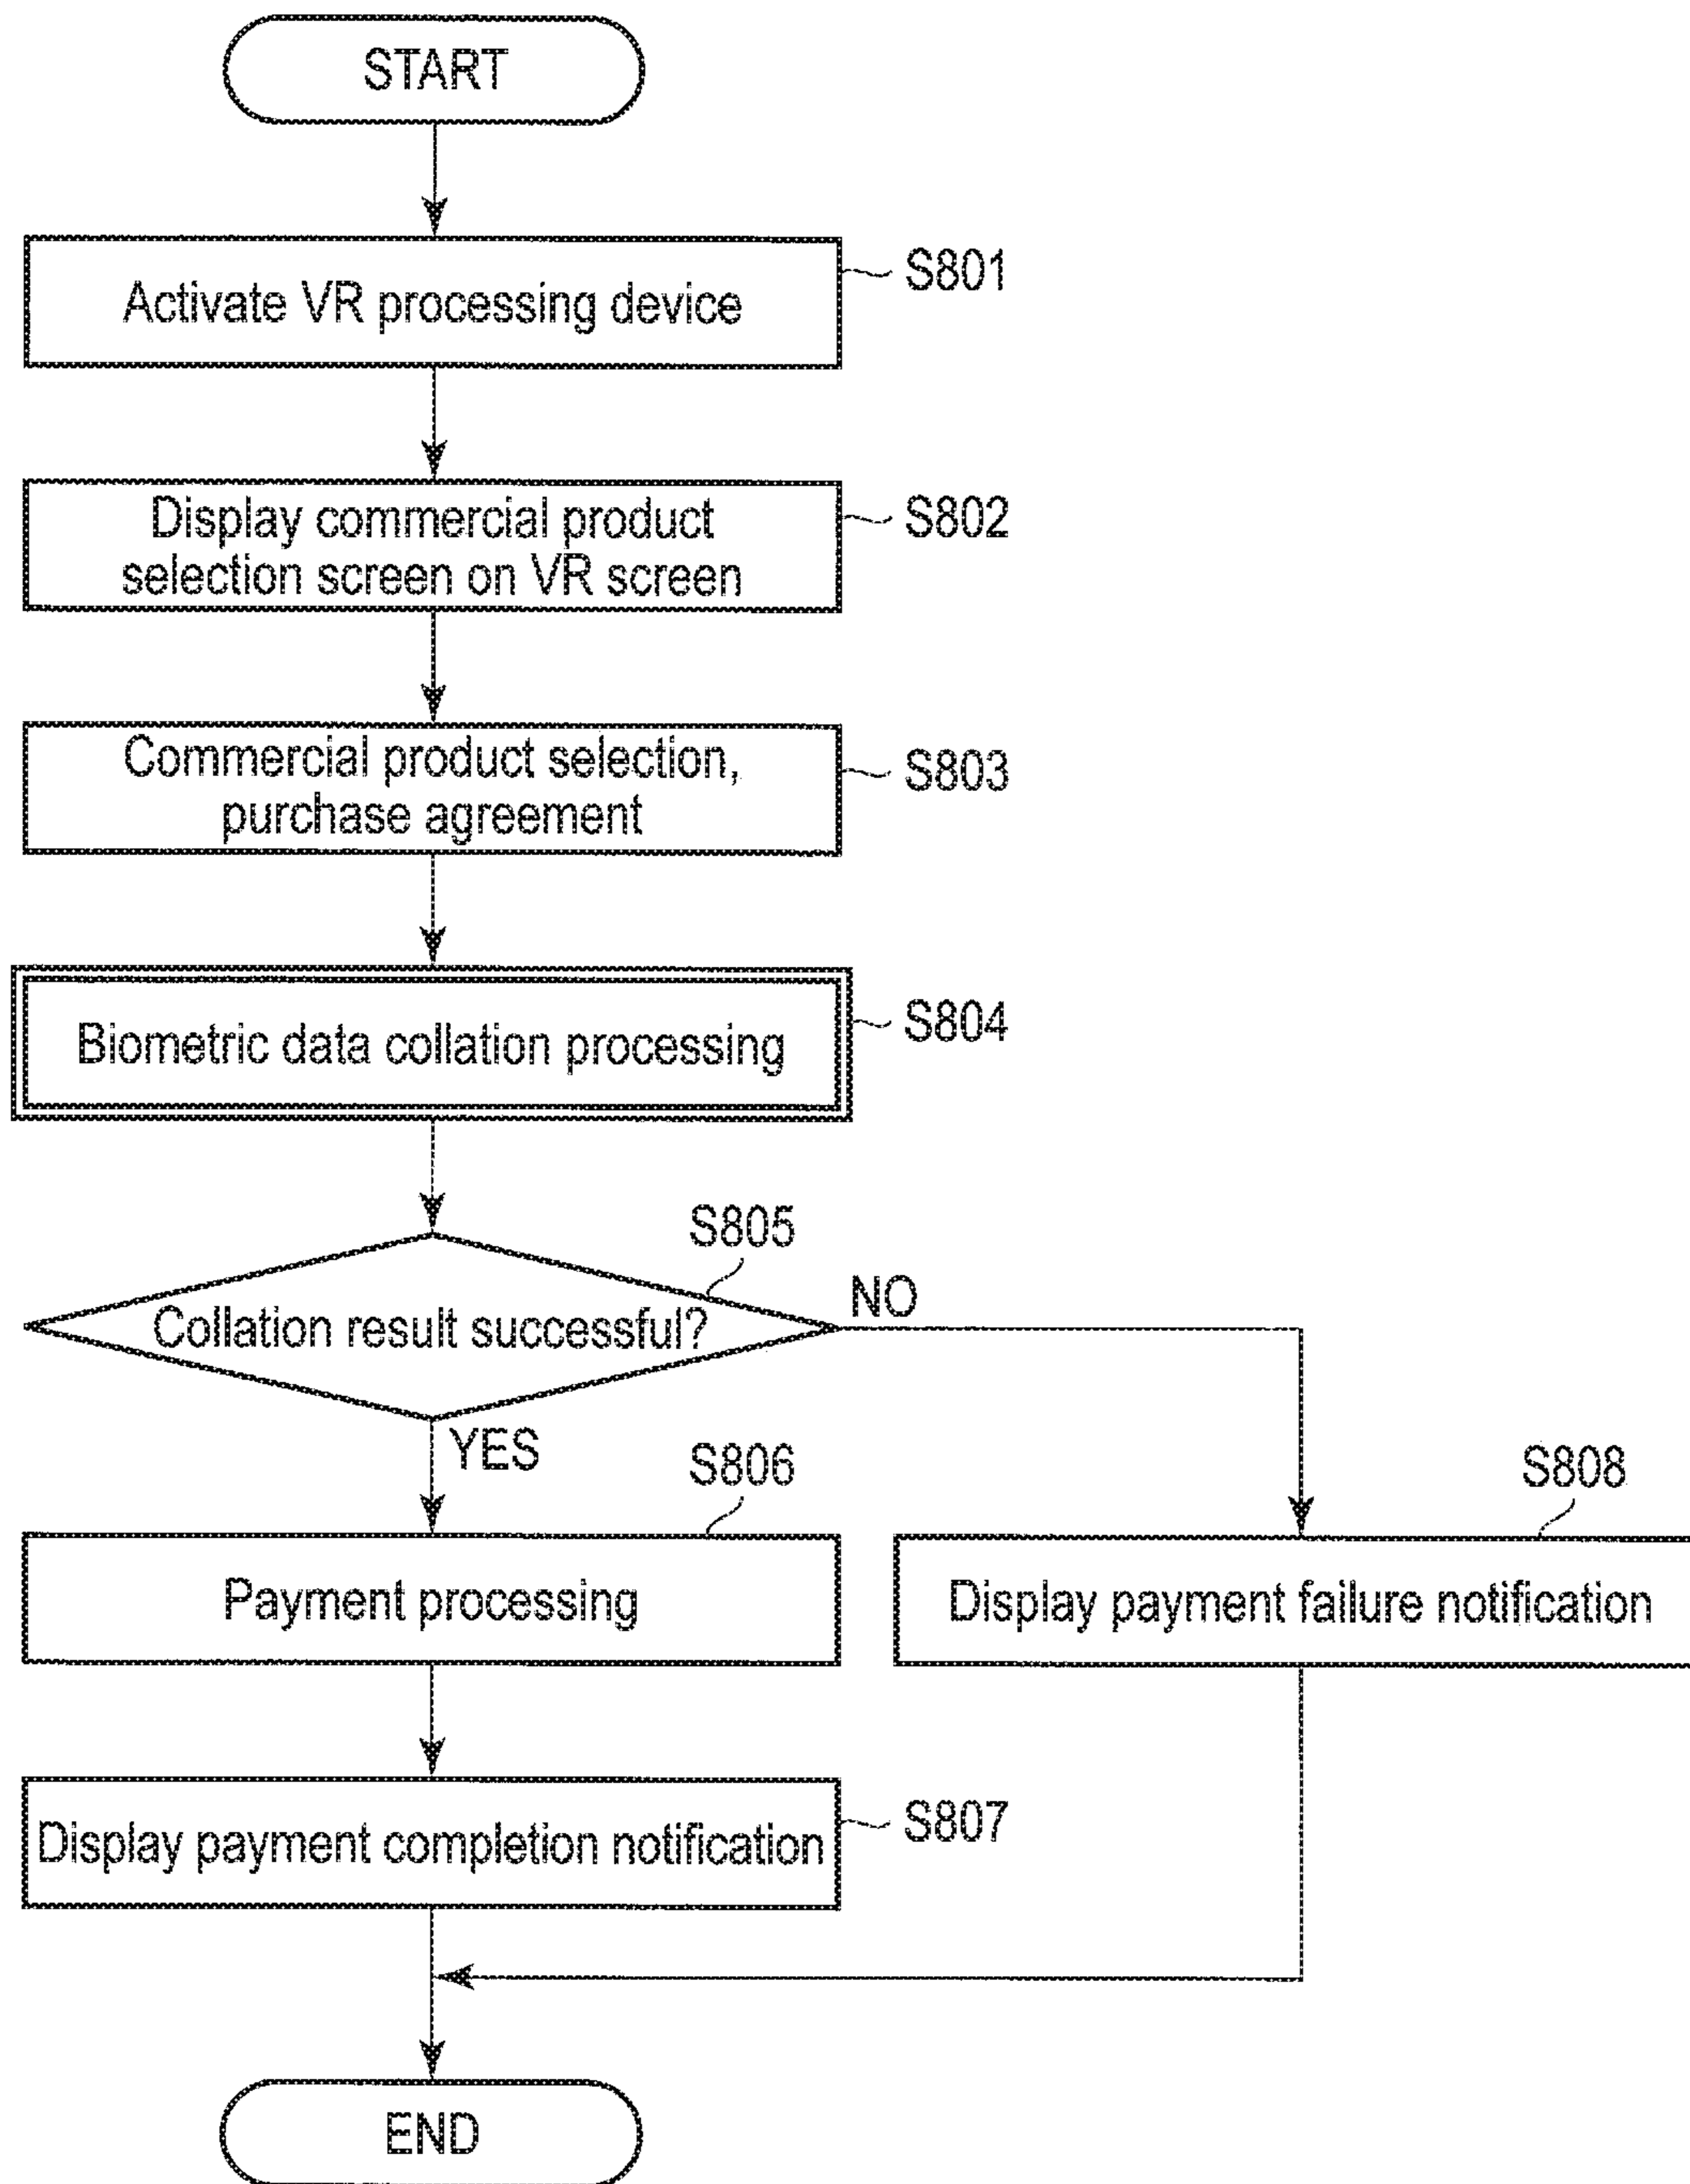 START
Activate VR processing device
S801
Display commercial product
selection screen on VR screen
S802
Commercial product selection,
purchase agreement
S803
Biometric data collation processing
S804
S805
Collation result successful?
NO
YES
S806
Payment processing
S808
Display payment failure notification
Display payment completion notification
S807
END